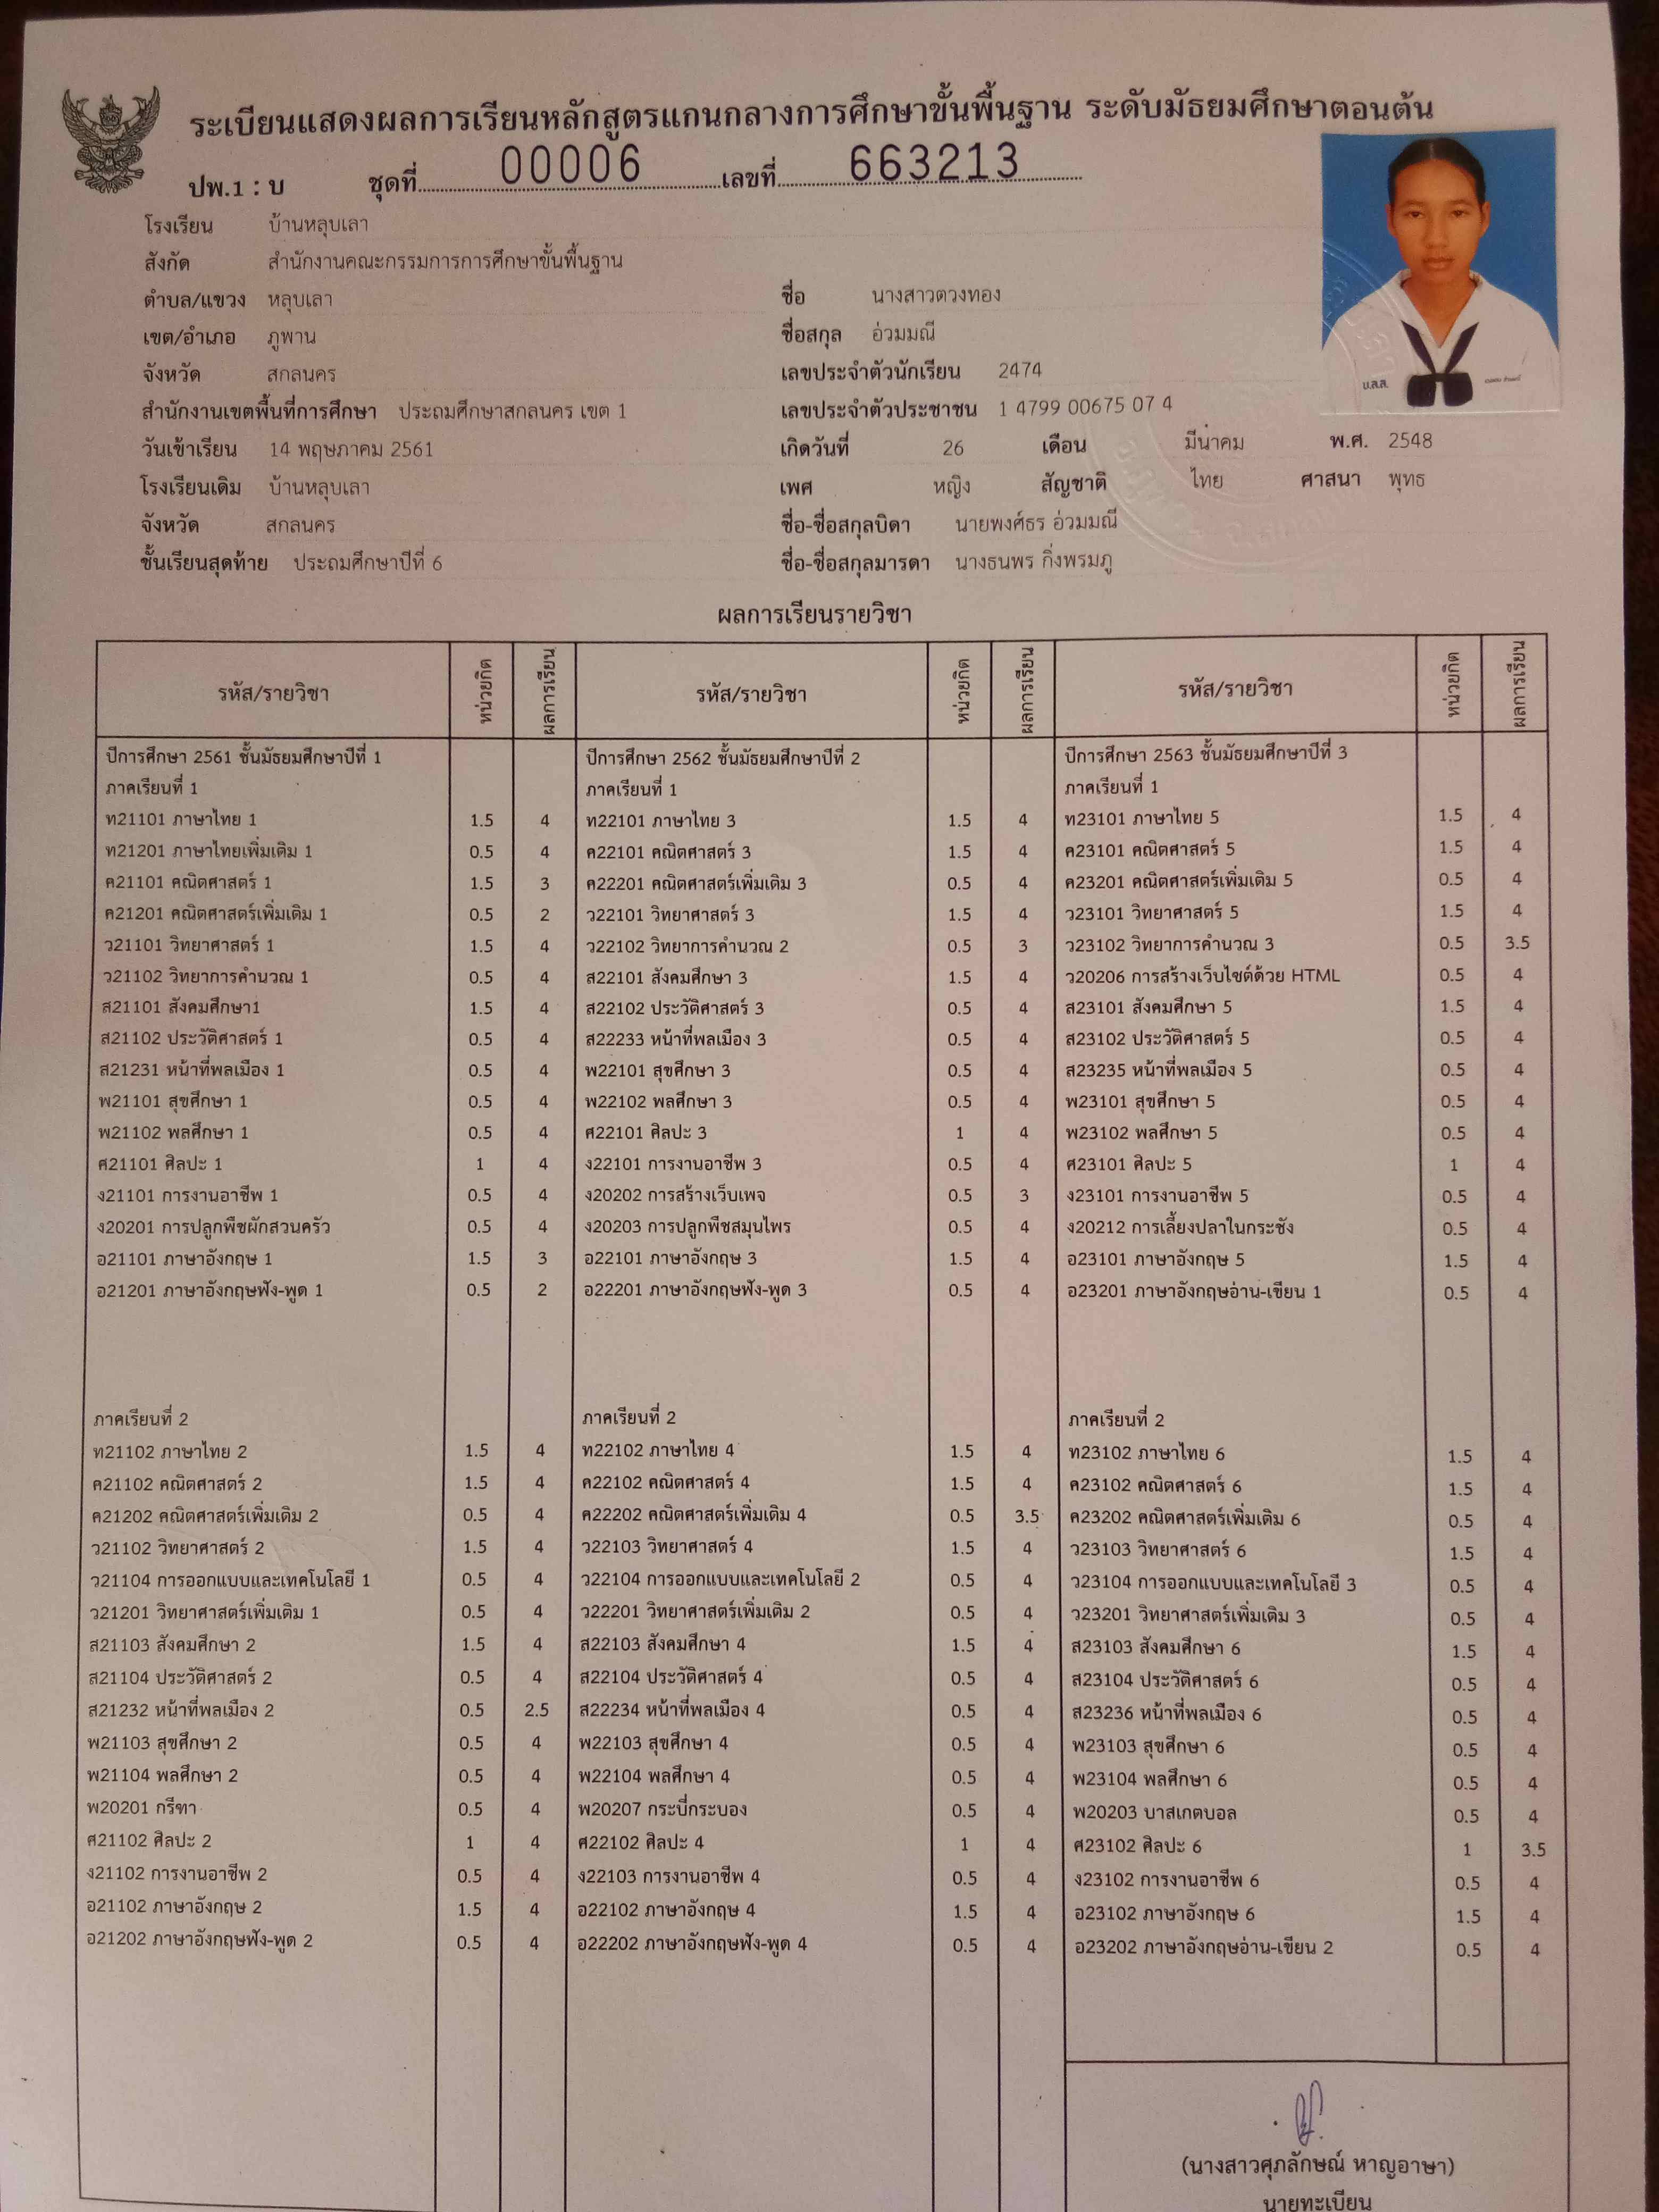 ระเบียนแสดงผลการเรียนหลักสูตรแกนกลางการศึกษาขั้นพื้นฐาน ระดับมัธยมศึกษาตอนต้น
ปพ.1 : บ ชุดที่ 00006 เลขที่ 663213
โรงเรียน บ้านหลุบเลา
สังกัด สำนักงานคณะกรรมการการศึกษาขั้นพื้นฐาน
ตำบล/แขวง หลุบเลา
เขต/อำเภอ ภูพาน
จังหวัด สกลนคร
สำนักงานเขตพื้นที่การศึกษา ประถมศึกษาสกลนคร เขต 1
วันเข้าเรียน 14 พฤษภาคม 2561
โรงเรียนเดิม บ้านหลุบเลา
จังหวัด สกลนคร
ชั้นเรียนสุดท้าย ประถมศึกษาปีที่ 6
ชื่อ นางสาวดวงทอง
ชื่อสกุล อ่วมมณี
เลขประจำตัวนักเรียน 2474
เลขประจำตัวประชาชน 1 4799 00675 07 4
เกิดวันที่ 26 เดือน มีนาคม พ.ศ. 2548
เพศ หญิง สัญชาติ ไทย ศาสนา พุทธ
ชื่อ-ชื่อสกุลบิดา นายพงศ์ธร อ่วมมณี
ชื่อ-ชื่อสกุลมารดา นางธนพร กิ่งพรมภู
บ.ล.ล.
ผลการเรียนรายวิชา
รหัส/รายวิชา หน่วยกิต ผลการเรียน
ปีการศึกษา 2561 ชั้นมัธยมศึกษาปีที่ 1
ภาคเรียนที่ 1
ท21101 ภาษาไทย 1 1.5 4
ท21201 ภาษาไทยเพิ่มเติม 1 0.5 4
ค21101 คณิตศาสตร์ 1 1.5 3
ค21201 คณิตศาสตร์เพิ่มเติม 1 0.5 2
ว21101 วิทยาศาสตร์ 1 1.5 4
ว21102 วิทยาการคำนวณ 1 0.5 4
ส21101 สังคมศึกษา1 1.5 4
ส21102 ประวัติศาสตร์ 1 0.5 4
ส21231 หน้าที่พลเมือง 1 0.5 4
พ21101 สุขศึกษา 1 0.5 4
พ21102 พลศึกษา 1 0.5 4
ศ21101 ศิลปะ 1 1 4
ง21101 การงานอาชีพ 1 0.5 4
ง20201 การปลูกพืชผักสวนครัว 0.5 4
อ21101 ภาษาอังกฤษ 1 1.5 3
อ21201 ภาษาอังกฤษฟัง-พูด 1 0.5 2
ภาคเรียนที่ 2
ท21102 ภาษาไทย 2 1.5 4
ค21102 คณิตศาสตร์ 2 1.5 4
ค21202 คณิตศาสตร์เพิ่มเติม 2 0.5 4
ว21102 วิทยาศาสตร์ 2 1.5 4
ว21104 การออกแบบและเทคโนโลยี 1 0.5 4
ว21201 วิทยาศาสตร์เพิ่มเติม 1 0.5 4
ส21103 สังคมศึกษา 2 1.5 4
ส21104 ประวัติศาสตร์ 2 0.5 4
ส21232 หน้าที่พลเมือง 2 0.5 2.5
พ21103 สุขศึกษา 2 0.5 4
พ21104 พลศึกษา 2 0.5 4
พ20201 กรีฑา 0.5 4
ศ21102 ศิลปะ 2 1 4
ง21102 การงานอาชีพ 2 0.5 4
อ21102 ภาษาอังกฤษ 2 1.5 4
อ21202 ภาษาอังกฤษฟัง-พูด 2 0.5 4
รหัส/รายวิชา หน่วยกิต ผลการเรียน
ปีการศึกษา 2562 ชั้นมัธยมศึกษาปีที่ 2
ภาคเรียนที่ 1
ท22101 ภาษาไทย 3 1.5 4
ค22101 คณิตศาสตร์ 3 1.5 4
ค22201 คณิตศาสตร์เพิ่มเติม 3 0.5 4
ว22101 วิทยาศาสตร์ 3 1.5 4
ว22102 วิทยาการคำนวณ 2 0.5 3
ส22101 สังคมศึกษา 3 1.5 4
ส22102 ประวัติศาสตร์ 3 0.5 4
ส22233 หน้าที่พลเมือง 3 0.5 4
พ22101 สุขศึกษา 3 0.5 4
พ22102 พลศึกษา 3 0.5 4
ศ22101 ศิลปะ 3 1 4
ง22101 การงานอาชีพ 3 0.5 4
ง20202 การสร้างเว็บเพจ 0.5 3
ง20203 การปลูกพืชสมุนไพร 0.5 4
อ22101 ภาษาอังกฤษ 3 1.5 4
อ22201 ภาษาอังกฤษฟัง-พูด 3 0.5 4
ภาคเรียนที่ 2
ท22102 ภาษาไทย 4 1.5 4
ค22102 คณิตศาสตร์ 4 1.5 4
ค22202 คณิตศาสตร์เพิ่มเติม 4 0.5 3.5
ว22103 วิทยาศาสตร์ 4 1.5 4
ว22104 การออกแบบและเทคโนโลยี 2 0.5 4
ว22201 วิทยาศาสตร์เพิ่มเติม 2 0.5 4
ส22103 สังคมศึกษา 4 1.5 4
ส22104 ประวัติศาสตร์ 4 0.5 4
ส22234 หน้าที่พลเมือง 4 0.5 4
พ22103 สุขศึกษา 4 0.5 4
พ22104 พลศึกษา 4 0.5 4
พ20207 กระบี่กระบอง 0.5 4
ศ22102 ศิลปะ 4 1 4
ง22103 การงานอาชีพ 4 0.5 4
อ22102 ภาษาอังกฤษ 4 1.5 4
อ22202 ภาษาอังกฤษฟัง-พูด 4 0.5 4
รหัส/รายวิชา หน่วยกิต ผลการเรียน
ปีการศึกษา 2563 ชั้นมัธยมศึกษาปีที่ 3
ภาคเรียนที่ 1
ท23101 ภาษาไทย 5 1.5 4
ค23101 คณิตศาสตร์ 5 1.5 4
ค23201 คณิตศาสตร์เพิ่มเติม 5 0.5 4
ว23101 วิทยาศาสตร์ 5 1.5 4
ว23102 วิทยาการคำนวณ 3 0.5 3.5
ว20206 การสร้างเว็บไซต์ด้วย HTML 0.5 4
ส23101 สังคมศึกษา 5 1.5 4
ส23102 ประวัติศาสตร์ 5 0.5 4
ส23235 หน้าที่พลเมือง 5 0.5 4
พ23101 สุขศึกษา 5 0.5 4
พ23102 พลศึกษา 5 0.5 4
ศ23101 ศิลปะ 5 1 4
ง23101 การงานอาชีพ 5 0.5 4
ง20212 การเลี้ยงปลาในกระชัง 0.5 4
อ23101 ภาษาอังกฤษ 5 1.5 4
อ23201 ภาษาอังกฤษอ่าน-เขียน 1 0.5 4
ภาคเรียนที่ 2
ท23102 ภาษาไทย 6 1.5 4
ค23102 คณิตศาสตร์ 6 1.5 4
ค23202 คณิตศาสตร์เพิ่มเติม 6 0.5 4
ว23103 วิทยาศาสตร์ 6 1.5 4
ว23104 การออกแบบและเทคโนโลยี 3 0.5 4
ว23201 วิทยาศาสตร์เพิ่มเติม 3 0.5 4
ส23103 สังคมศึกษา 6 1.5 4
ส23104 ประวัติศาสตร์ 6 0.5 4
ส23236 หน้าที่พลเมือง 6 0.5 4
พ23103 สุขศึกษา 6 0.5 4
พ23104 พลศึกษา 6 0.5 4
พ20203 บาสเกตบอล 0.5 4
ศ23102 ศิลปะ 6 1 3.5
ง23102 การงานอาชีพ 6 0.5 4
อ23102 ภาษาอังกฤษ 6 1.5 4
อ23202 ภาษาอังกฤษอ่าน-เขียน 2 0.5 4
(นางสาวศุภลักษณ์ หาญอาษา)
นายทะเบียน